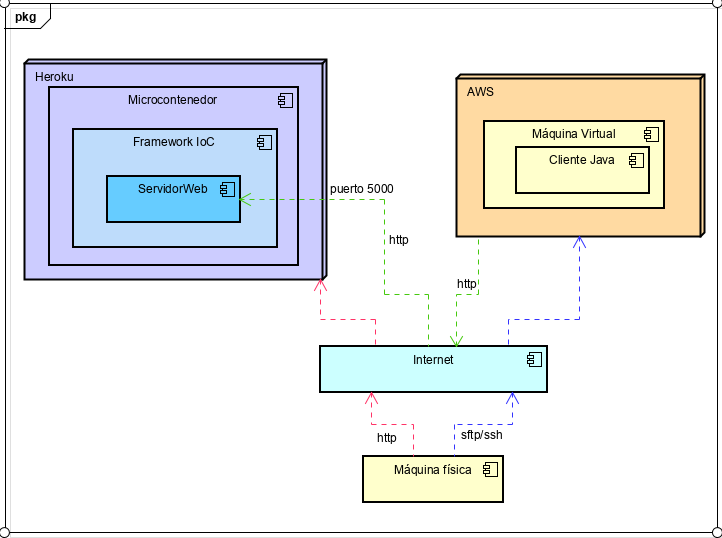 pkg
Heroku
Microcontenedor
Framework IoC
ServidorWeb
AWS
Máquina Virtual
Cliente Java
puerto 5000
http
http
Internet
http
sftp/ssh
Máquina física